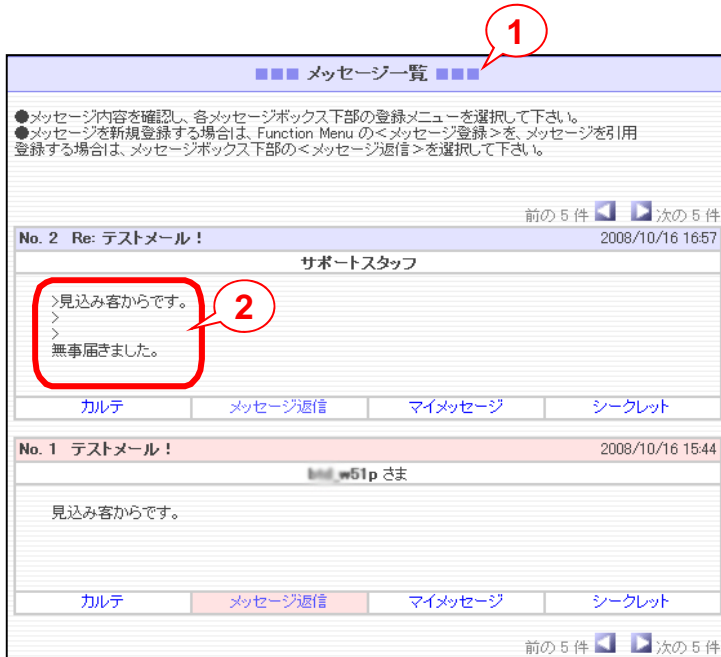 1
■■■ メッセージ一覧 ■■■
●メッセージ内容を確認し、各メッセージボックス下部の登録メニューを選択して下さい。
●メッセージを新規登録する場合は、Function Menu の<メッセージ登録>を、メッセージを引用
登録する場合は、メッセージボックス下部の<メッセージ返信>を選択して下さい。
前の 5 件 次の 5 件
No. 2 Re: テストメール! 2008/10/16 16:57
サポートスタッフ
>見込み客からです。
2
>
>
無事届きました。
カルテ メッセージ返信 マイメッセージ シークレット
No. 1 テストメール! 2008/10/16 15:44
w51p さま
見込み客からです。
カルテ メッセージ返信 マイメッセージ シークレット
前の 5 件 次の 5 件